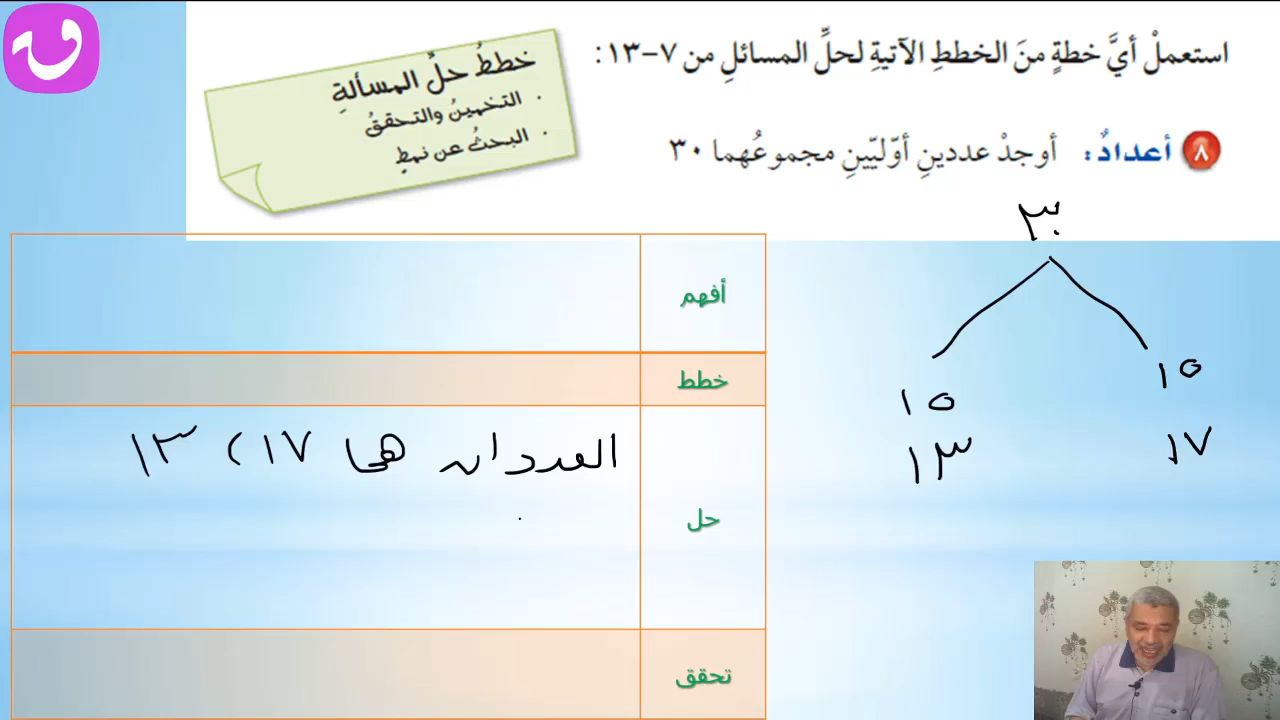 ف
استعملْ أيَّ خطةٍ منَ الخططِ الآتيةِ لحلِّ المسائلِ من ٧–١٣ :
خططُ حلِّ المسألةِ
· التخمينُ والتحققُ
· البحثُ عن نمطٍ
٨ أعدادٌ : أوجدْ عددينِ أوّليّينِ مجموعُهما ٣٠
٣٠
١٥ ١٥
١٣ ١٧
أفهم
خطط
حل
العددان هما ١٧ ، ١٣
تحقق